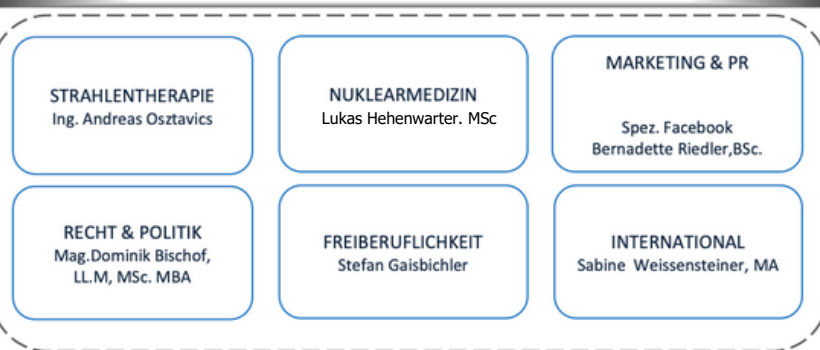 STRAHLENTHERAPIE
Ing. Andreas Osztavics
NUKLEARMEDIZIN
Lukas Hehenwarter. MSc
MARKETING & PR
Spez. Facebook
Bernadette Riedler,BSc.
RECHT & POLITIK
Mag.Dominik Bischof,
LL.M, MSc. MBA
FREIBERUFLICHKEIT
Stefan Gaisbichler
INTERNATIONAL
Sabine Weissensteiner, MA